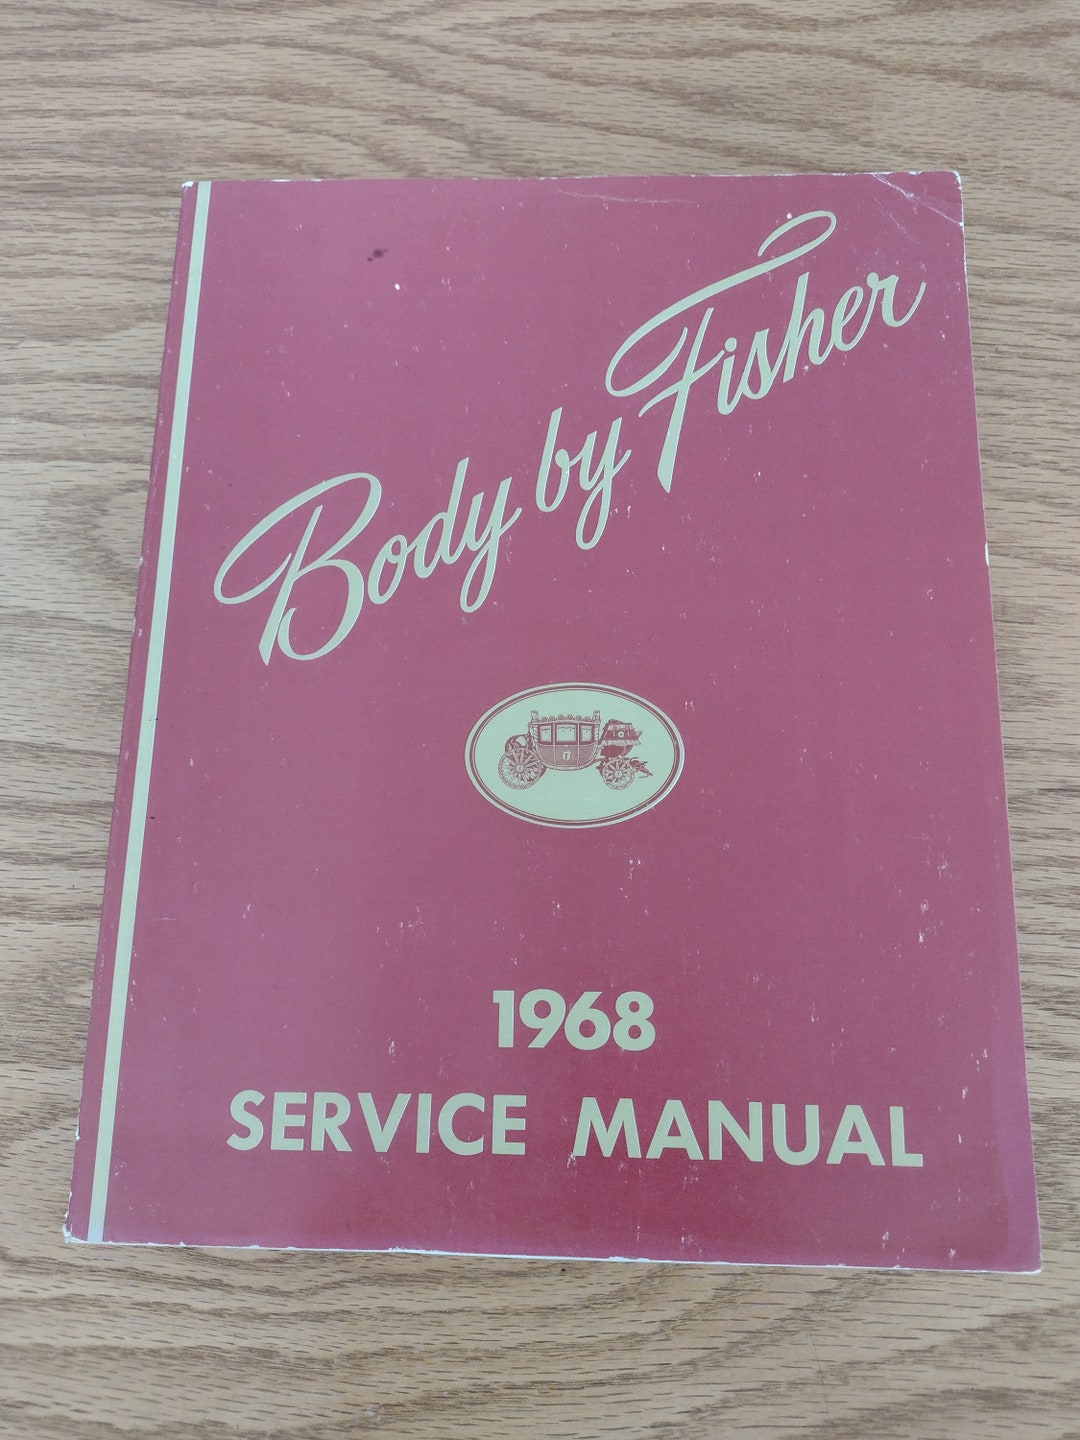 Body by Fisher
1968
SERVICE MANUAL